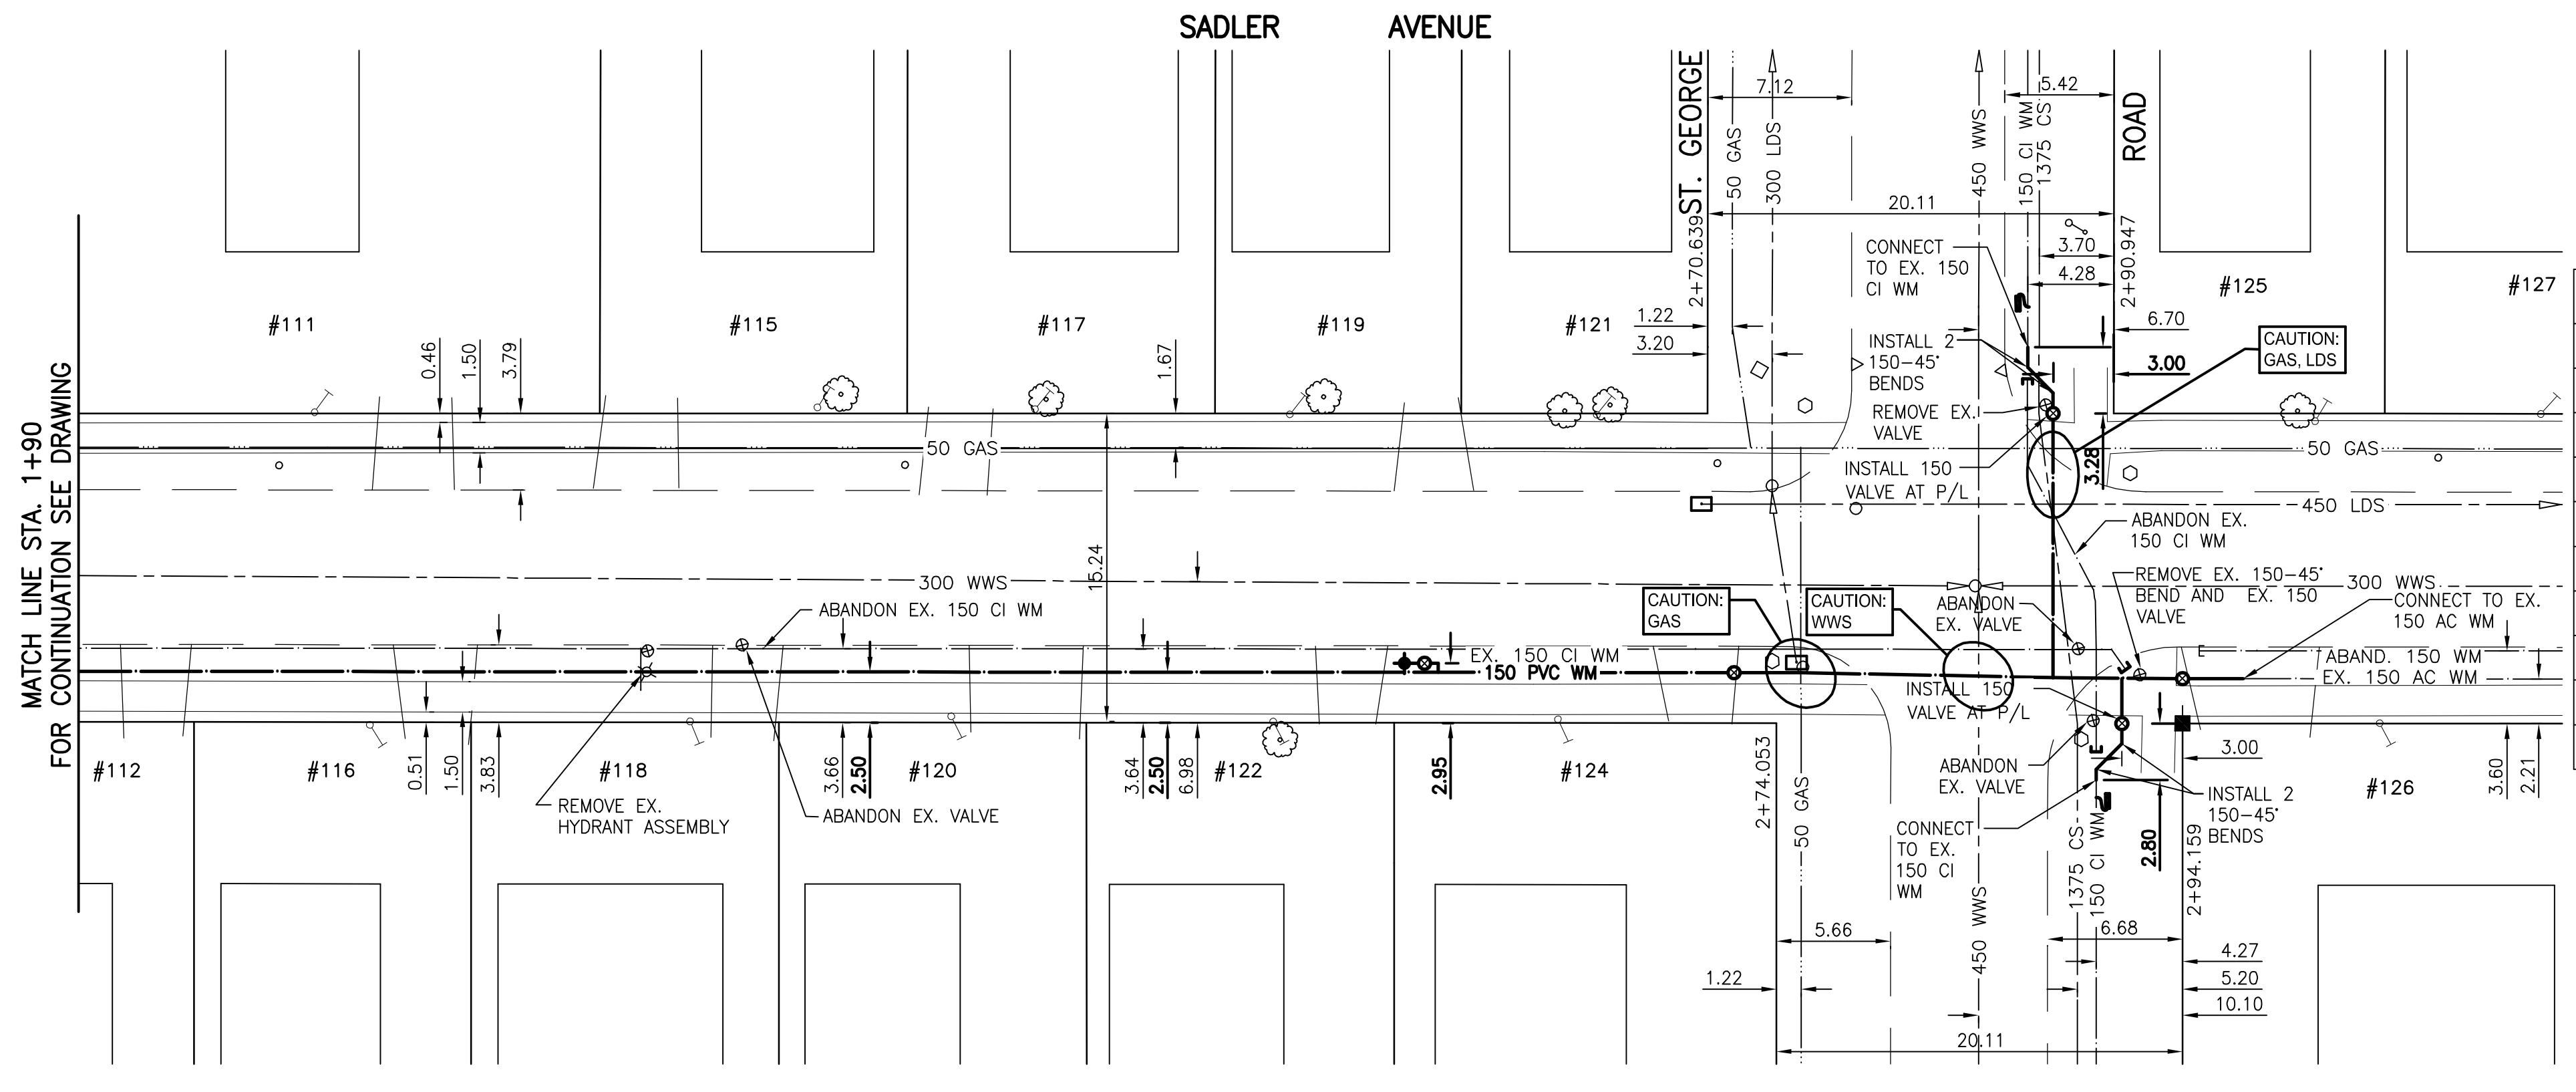 SADLER AVENUE
MATCH LINE STA. 1+90
FOR CONTINUATION SEE DRAWING
ST. GEORGE
ROAD
7.12
5.42
50 GAS
300 LDS
450 WWS
150 CI WM
1375 CS
20.11
2+70.639
2+90.947
3.70
4.28
CONNECT
TO EX. 150
CI WM
#111
#115
#117
#119
#121
#125
#127
1.22
3.20
6.70
3.00
INSTALL 2
150-45°
BENDS
CAUTION:
GAS, LDS
0.46
1.50
3.79
1.67
REMOVE EX.
VALVE
INSTALL 150
VALVE AT P/L
3.28
50 GAS
50 GAS
450 LDS
15.24
ABANDON EX.
150 CI WM
300 WWS
REMOVE EX. 150-45°
BEND AND EX. 150
VALVE
300 WWS
CONNECT TO EX.
150 AC WM
ABANDON EX. 150 CI WM
CAUTION:
GAS
CAUTION:
WWS
ABANDON
EX. VALVE
EX. 150 CI WM
150 PVC WM
E
ABAND. 150 WM
EX. 150 AC WM
INSTALL 150
VALVE AT P/L
#112
#116
#118
#120
#122
#124
#126
0.51
1.50
3.83
3.66
2.50
3.64
2.50
6.98
2.95
3.00
3.60
2.21
REMOVE EX.
HYDRANT ASSEMBLY
ABANDON EX. VALVE
2+74.053
50 GAS
ABANDON
EX. VALVE
INSTALL 2
150-45°
BENDS
CONNECT
TO EX.
150 CI
WM
1375 CS
150 CI WM
2.80
2+94.159
450 WWS
5.66
6.68
4.27
1.22
5.20
10.10
20.11